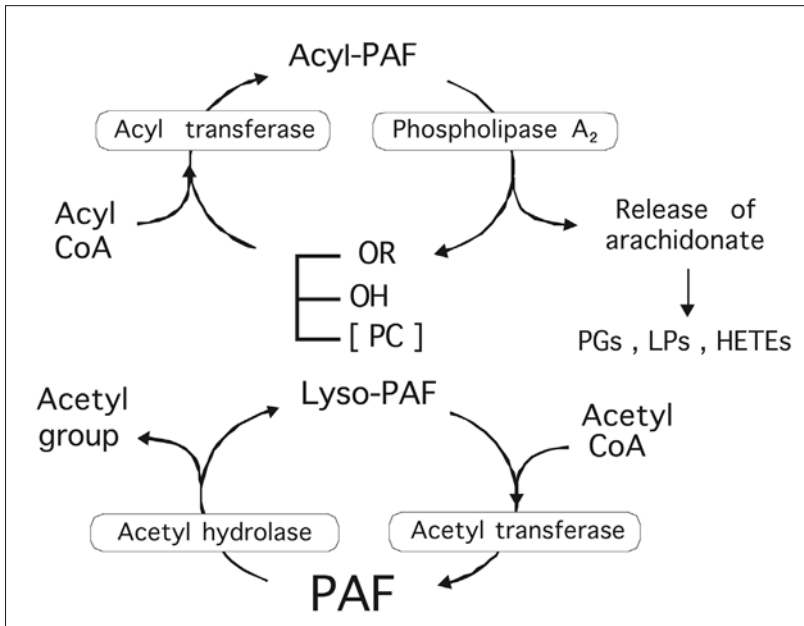 Acyl-PAF
Acyl transferase
Phospholipase A₂
Acyl
CoA
Release of
arachidonate
OR
OH
[ PC ]
PGs , LPs , HETEs
Lyso-PAF
Acetyl
group
Acetyl
CoA
Acetyl hydrolase
Acetyl transferase
PAF